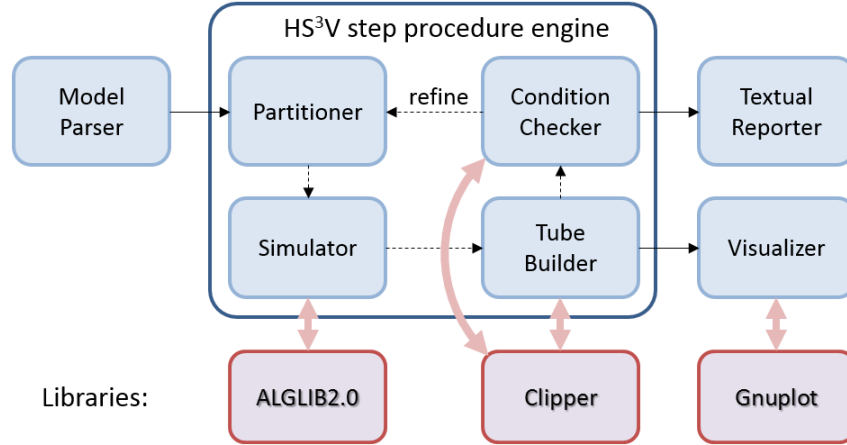 HS³V step procedure engine
Model
Parser
Partitioner
refine
Condition
Checker
Textual
Reporter
Simulator
Tube
Builder
Visualizer
Libraries:
ALGLIB2.0
Clipper
Gnuplot